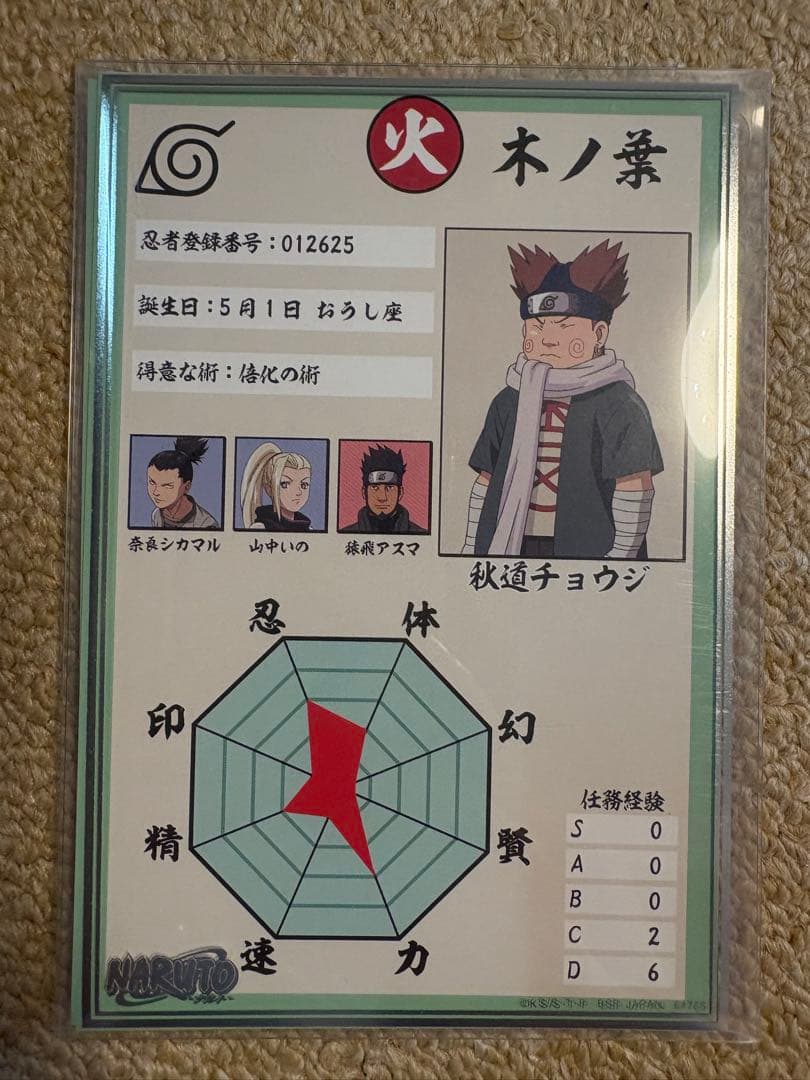 火 木ノ葉
忍者登録番号：012625
誕生日：5月1日 おうし座
得意な術：倍化の術
奈良シカマル 山中いの 猿飛アスマ
秋道チョウジ
忍 体
印 幻
精 賢
速 力
任務経験
S 0
A 0
B 0
C 2
D 6
NARUTO
-ナルト-